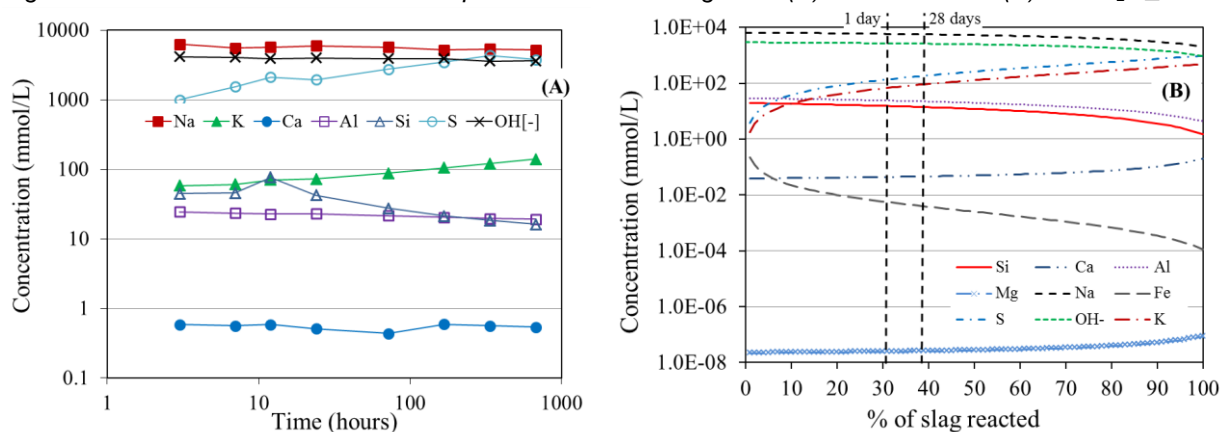 10000
1000
100
10
1
0.1
Concentration (mmol/L)
(A)
Na K Ca Al Si S OH[-]
1 10 100 1000
Time (hours)
1 day 28 days
1.0E+04
1.0E+02
1.0E+00
1.0E-02
1.0E-04
1.0E-06
1.0E-08
Concentration (mmol/L)
(B)
Si Ca Al
Mg Na Fe
S OH- K
0 10 20 30 40 50 60 70 80 90 100
% of slag reacted